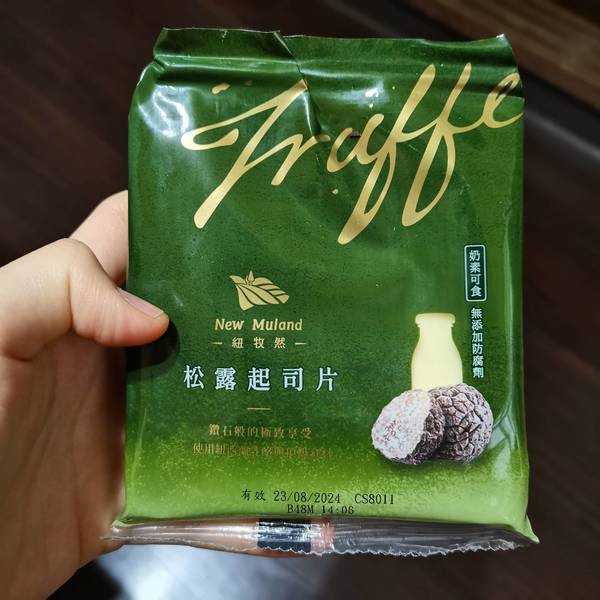 Truffe
New Muland
紐牧然
松露起司片
奶素可食
無添加防腐劑
鑽石般的極致享受
有效 23/08/2024 CS8011
B48M 14:06